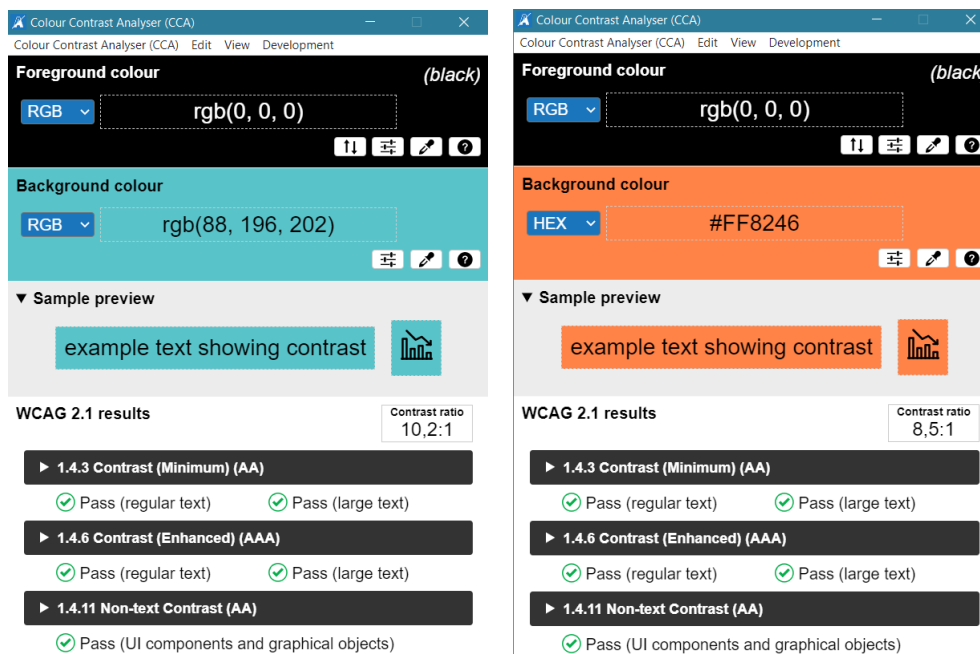 Colour Contrast Analyser (CCA)
Colour Contrast Analyser (CCA) Edit View Development
Foreground colour
(black)
RGB
rgb(0, 0, 0)
Background colour
RGB
rgb(88, 196, 202)
▼ Sample preview
example text showing contrast
WCAG 2.1 results
Contrast ratio
10,2:1
▶ 1.4.3 Contrast (Minimum) (AA)
Pass (regular text) Pass (large text)
▶ 1.4.6 Contrast (Enhanced) (AAA)
Pass (regular text) Pass (large text)
▶ 1.4.11 Non-text Contrast (AA)
Pass (UI components and graphical objects)
Colour Contrast Analyser (CCA)
Colour Contrast Analyser (CCA) Edit View Development
Foreground colour
(black
RGB
rgb(0, 0, 0)
Background colour
HEX
#FF8246
▼ Sample preview
example text showing contrast
WCAG 2.1 results
Contrast ratio
8,5:1
▶ 1.4.3 Contrast (Minimum) (AA)
Pass (regular text) Pass (large text)
▶ 1.4.6 Contrast (Enhanced) (AAA)
Pass (regular text) Pass (large text)
▶ 1.4.11 Non-text Contrast (AA)
Pass (UI components and graphical objects)